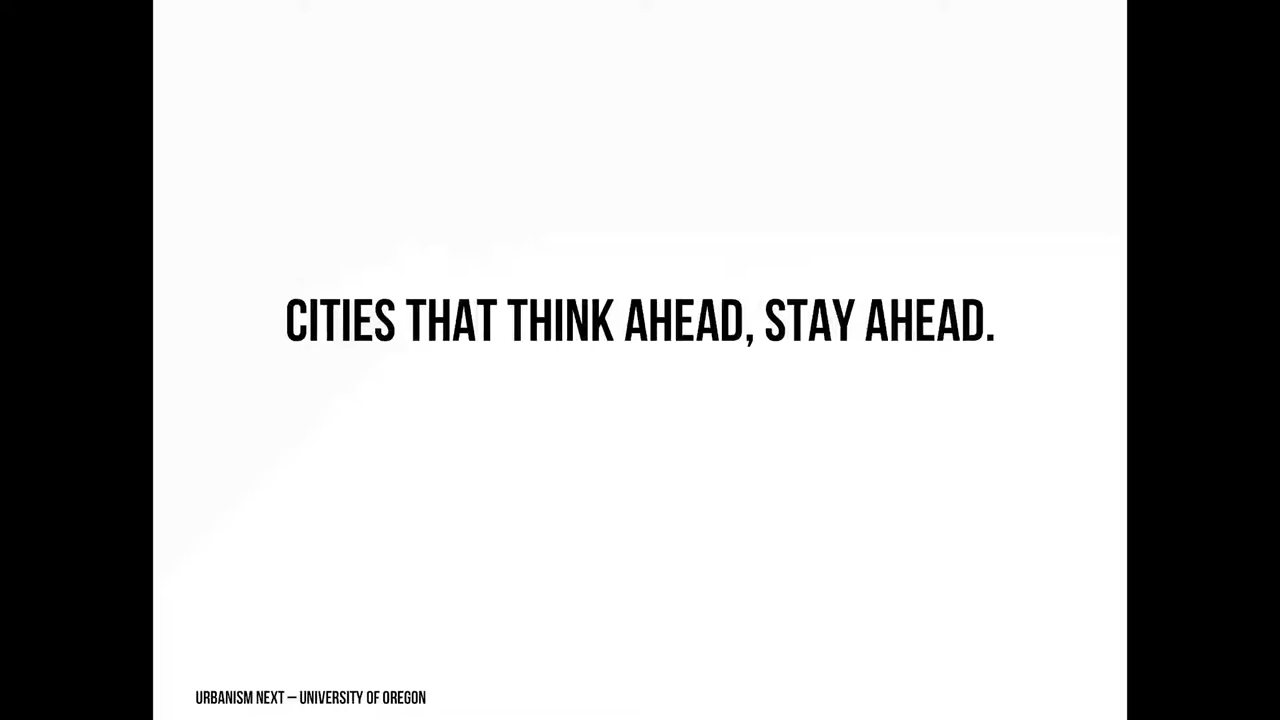 CITIES THAT THINK AHEAD, STAY AHEAD.
URBANISM NEXT – UNIVERSITY OF OREGON